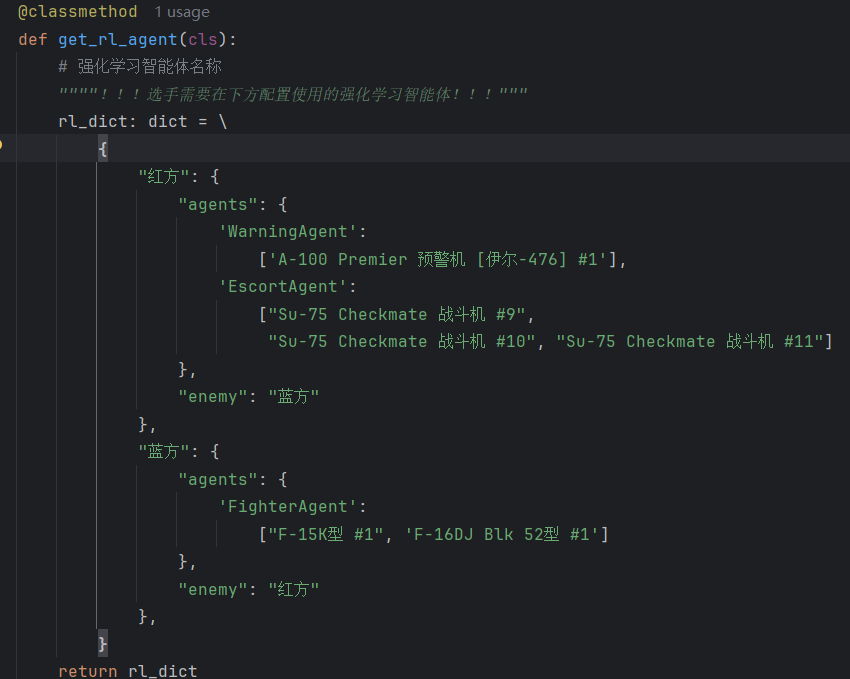 @classmethod 1 usage
def get_rl_agent(cls):
# 强化学习智能体名称
""""！！！选手需要在下方配置使用的强化学习智能体！！！"""
rl_dict: dict = \
{
"红方": {
"agents": {
'WarningAgent':
['A-100 Premier 预警机 [伊尔-476] #1'],
'EscortAgent':
["Su-75 Checkmate 战斗机 #9",
"Su-75 Checkmate 战斗机 #10", "Su-75 Checkmate 战斗机 #11"]
},
"enemy": "蓝方"
},
"蓝方": {
"agents": {
'FighterAgent':
["F-15K型 #1", 'F-16DJ Blk 52型 #1']
},
"enemy": "红方"
},
}
return rl_dict